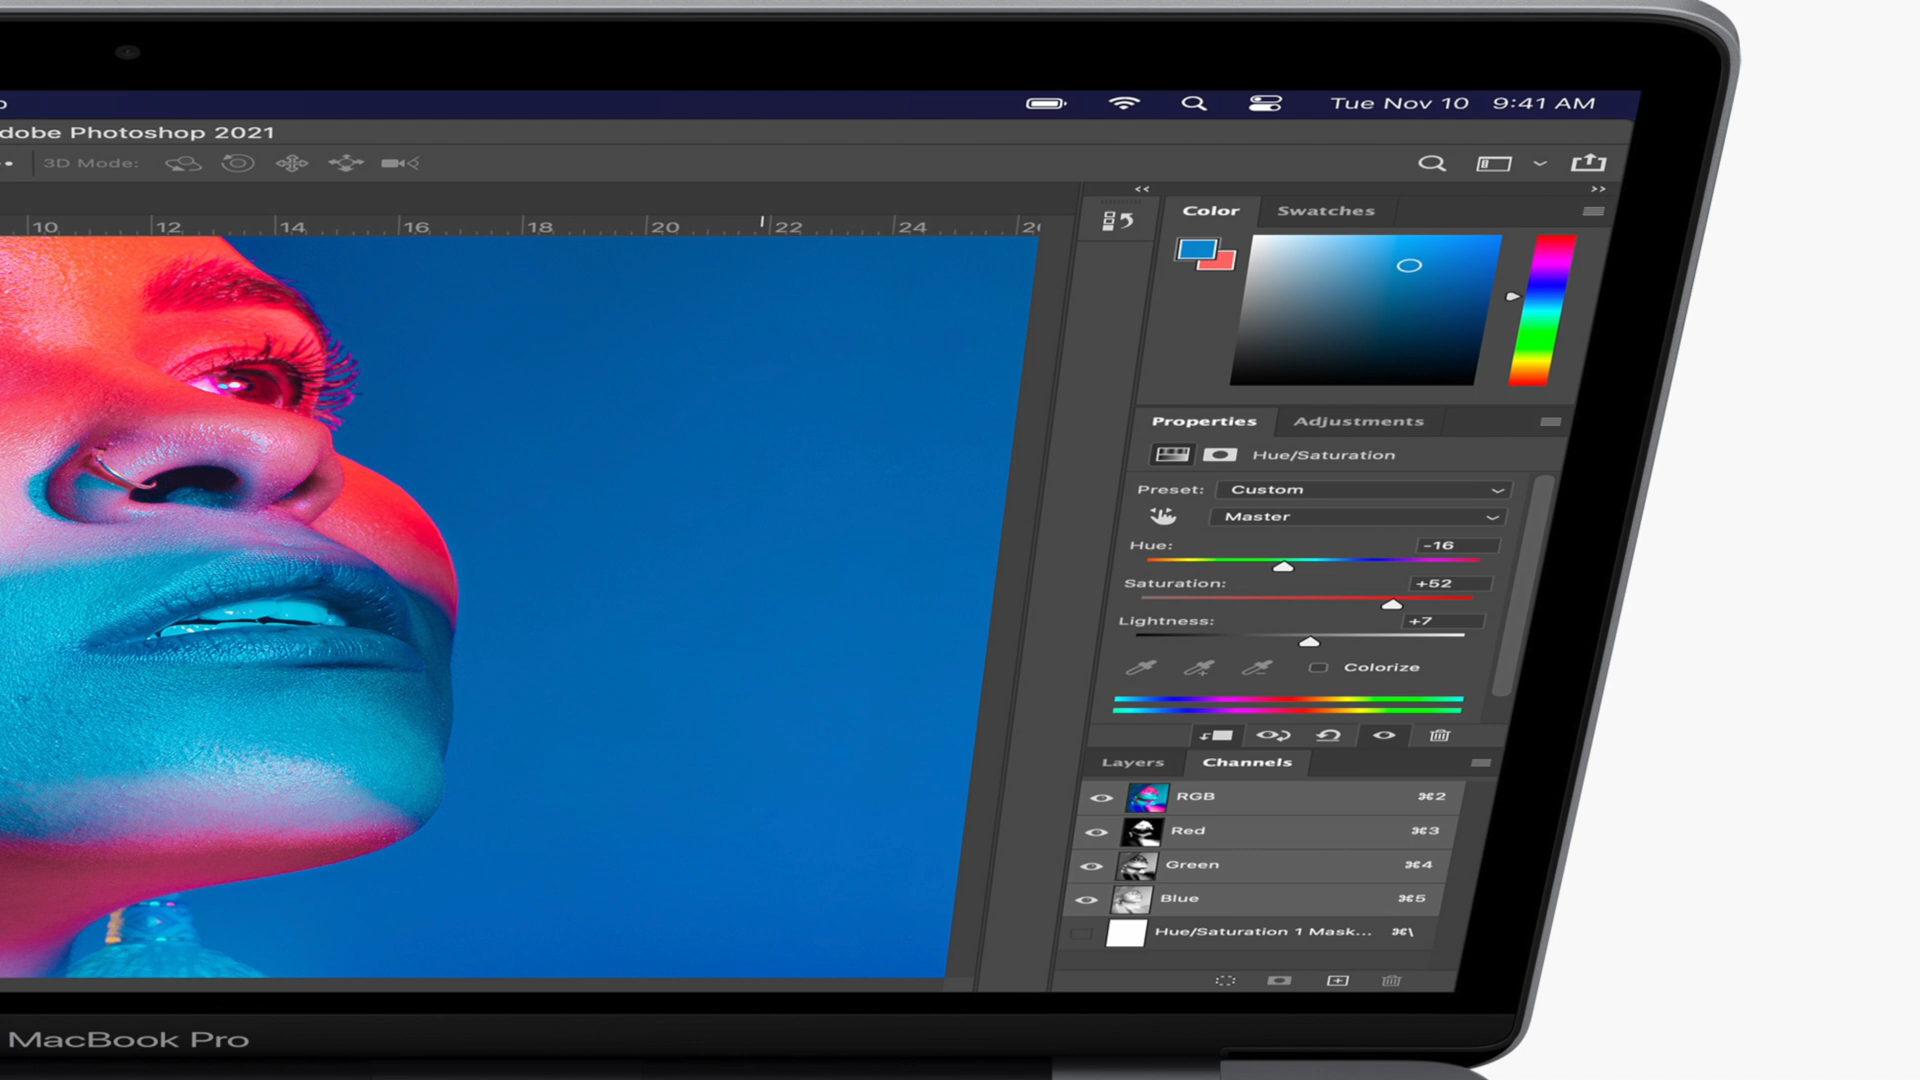 Tue Nov 10 9:41 AM
dobe Photoshop 2021
3D Mode:
10 12 14 16 18 20 22 24
Color Swatches
Properties Adjustments
Hue/Saturation
Preset: Custom
Master
Hue: -16
Saturation: +52
Lightness: +7
Colorize
Layers Channels
RGB ⌘2
Red ⌘3
Green ⌘4
Blue ⌘5
Hue/Saturation 1 Mask... ⌘\
MacBook Pro